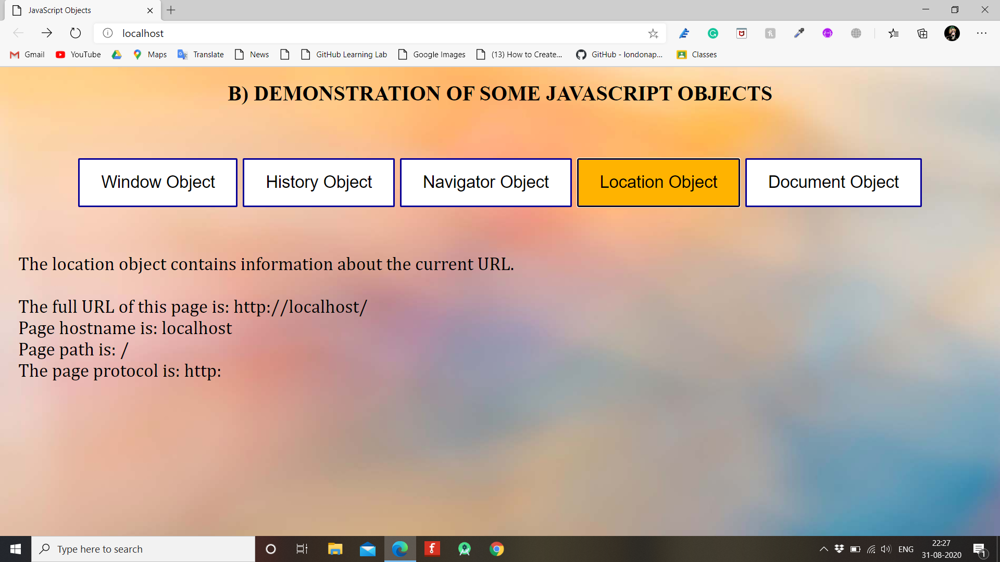 JavaScript Objects
localhost
Gmail YouTube Maps Translate News GitHub Learning Lab Google Images (13) How to Create... GitHub - londonap... Classes
B) DEMONSTRATION OF SOME JAVASCRIPT OBJECTS
Window Object History Object Navigator Object Location Object Document Object
The location object contains information about the current URL.
The full URL of this page is: http://localhost/
Page hostname is: localhost
Page path is: /
The page protocol is: http:
Type here to search
ENG
22:27
31-08-2020
1